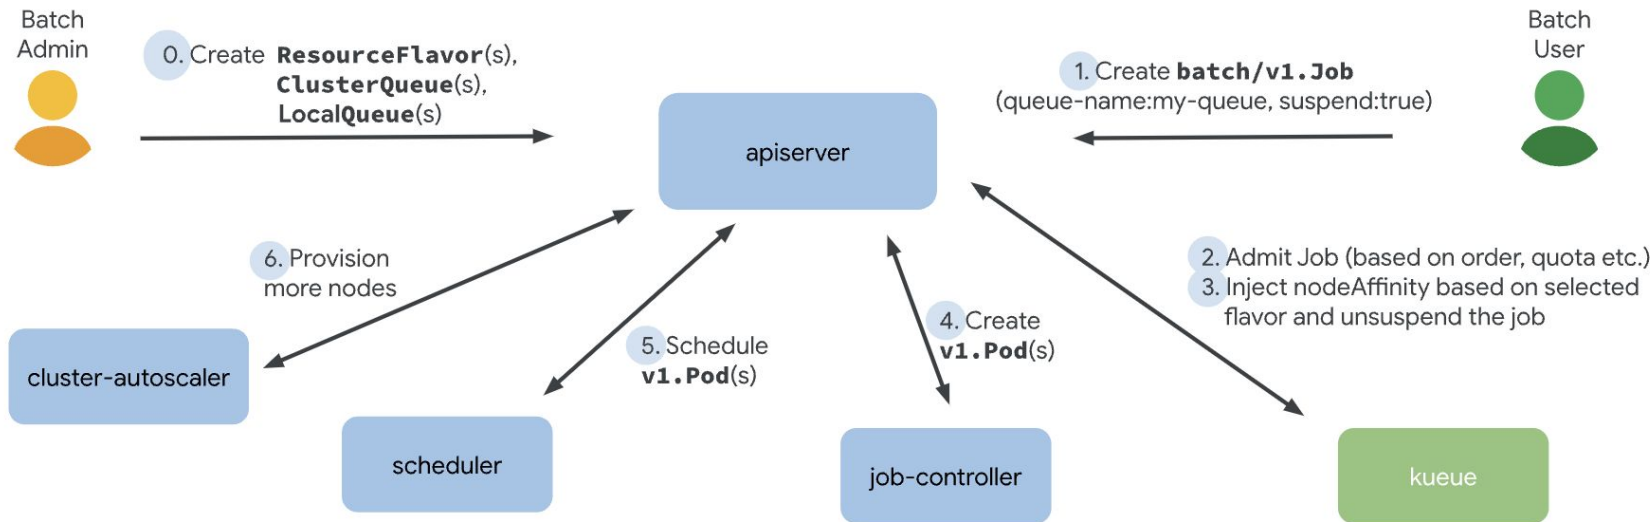 Batch
Admin
0. Create ResourceFlavor(s),
ClusterQueue(s),
LocalQueue(s)
Batch
User
1. Create batch/v1.Job
(queue-name:my-queue, suspend:true)
apiserver
6. Provision
more nodes
5. Schedule
v1.Pod(s)
4. Create
v1.Pod(s)
2. Admit Job (based on order, quota etc.)
3. Inject nodeAffinity based on selected
flavor and unsuspend the job
cluster-autoscaler
scheduler
job-controller
kueue